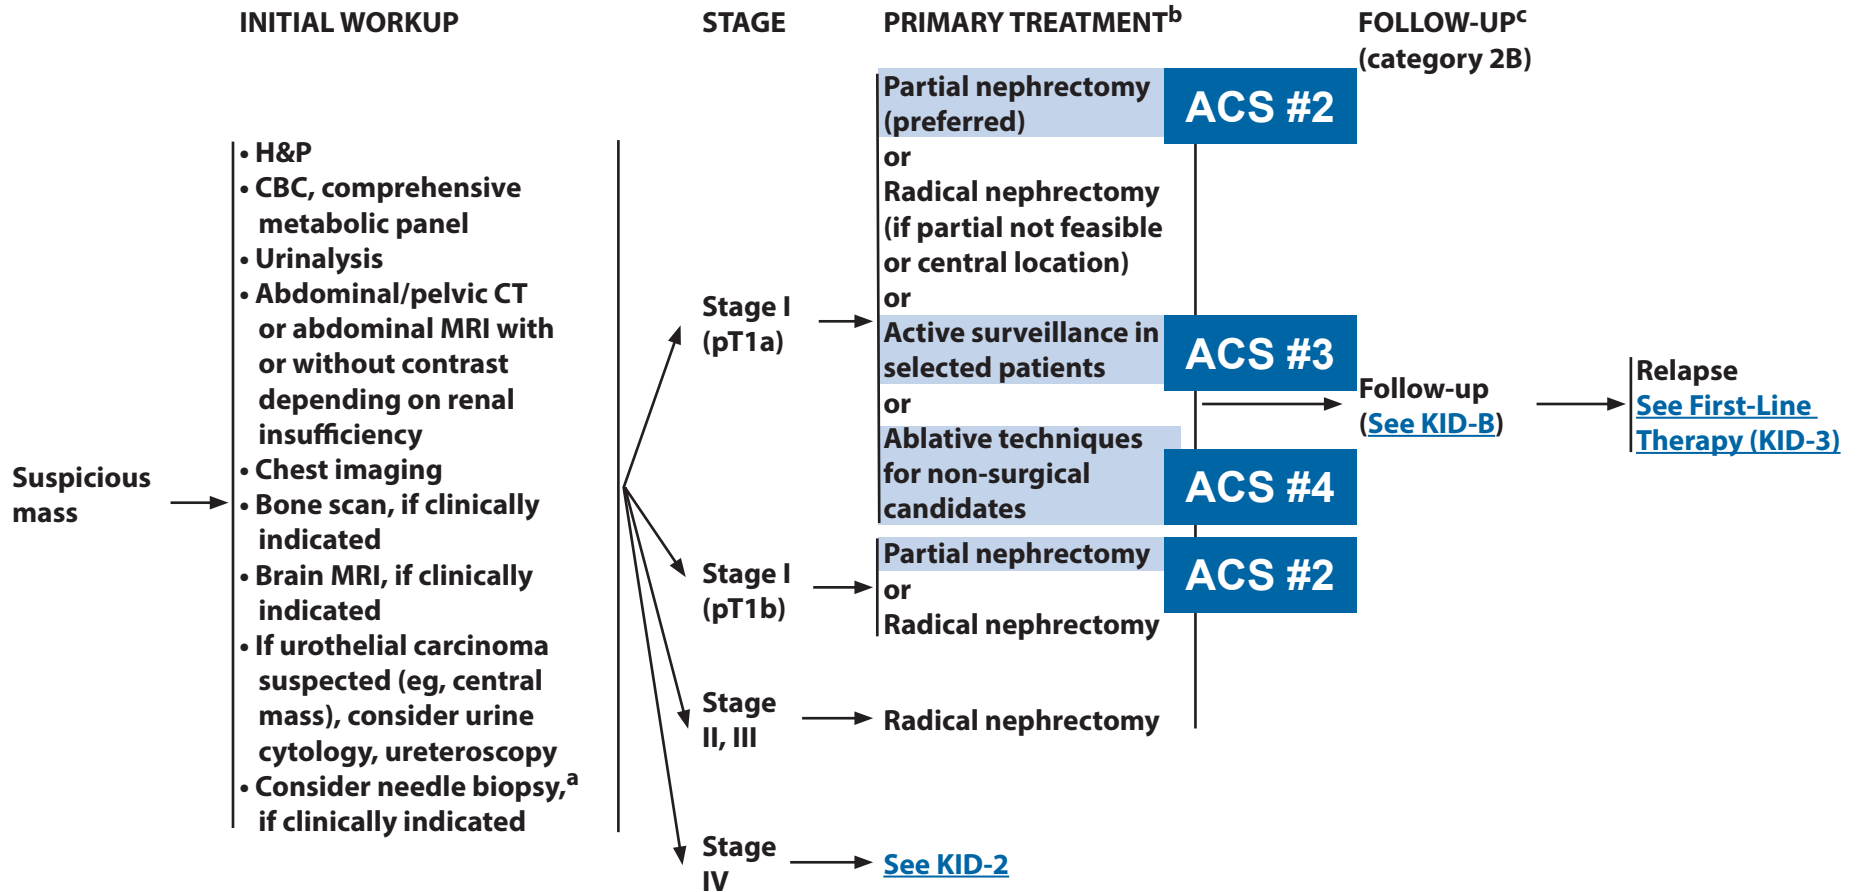 INITIAL WORKUP
STAGE
PRIMARY TREATMENTb
FOLLOW-UPc
(category 2B)
Suspicious
mass
• H&P
• CBC, comprehensive
metabolic panel
• Urinalysis
• Abdominal/pelvic CT
or abdominal MRI with
or without contrast
depending on renal
insufficiency
• Chest imaging
• Bone scan, if clinically
indicated
• Brain MRI, if clinically
indicated
• If urothelial carcinoma
suspected (eg, central
mass), consider urine
cytology, ureteroscopy
• Consider needle biopsy,a
if clinically indicated
Stage I
(pT1a)
Partial nephrectomy
(preferred)
ACS #2
or
Radical nephrectomy
(if partial not feasible
or central location)
or
Active surveillance in
selected patients
ACS #3
or
Ablative techniques
for non-surgical
candidates
ACS #4
Stage I
(pT1b)
Partial nephrectomy
ACS #2
or
Radical nephrectomy
Stage
II, III
Radical nephrectomy
Stage
IV
See KID-2
Follow-up
(See KID-B)
Relapse
See First-Line
Therapy (KID-3)